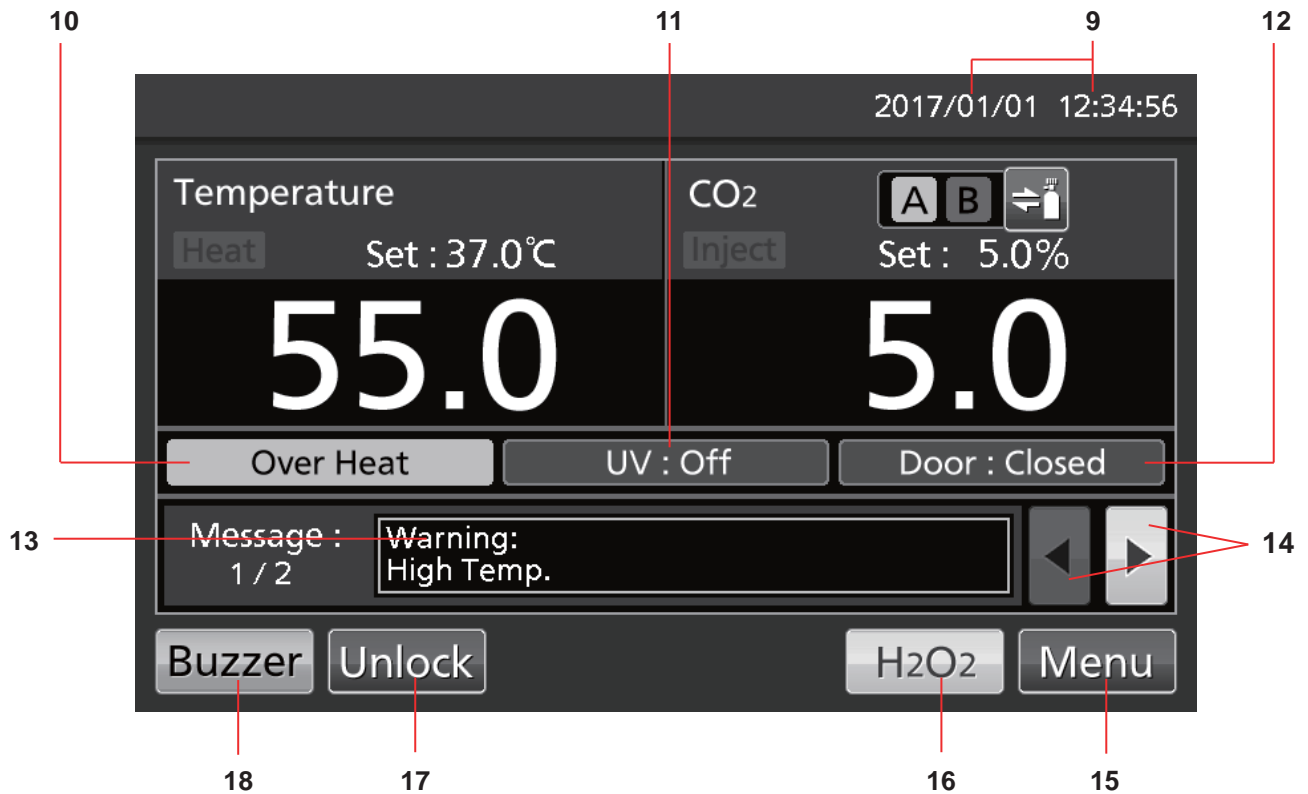 10 11 9 12
2017/01/01 12:34:56
Temperature
CO2 A B
Heat Set : 37.0℃
Inject Set : 5.0%
55.0
5.0
Over Heat
UV : Off
Door : Closed
13
Message :
1 / 2
Warning:
High Temp.
14
Buzzer
Unlock
H2O2
Menu
18 17 16 15